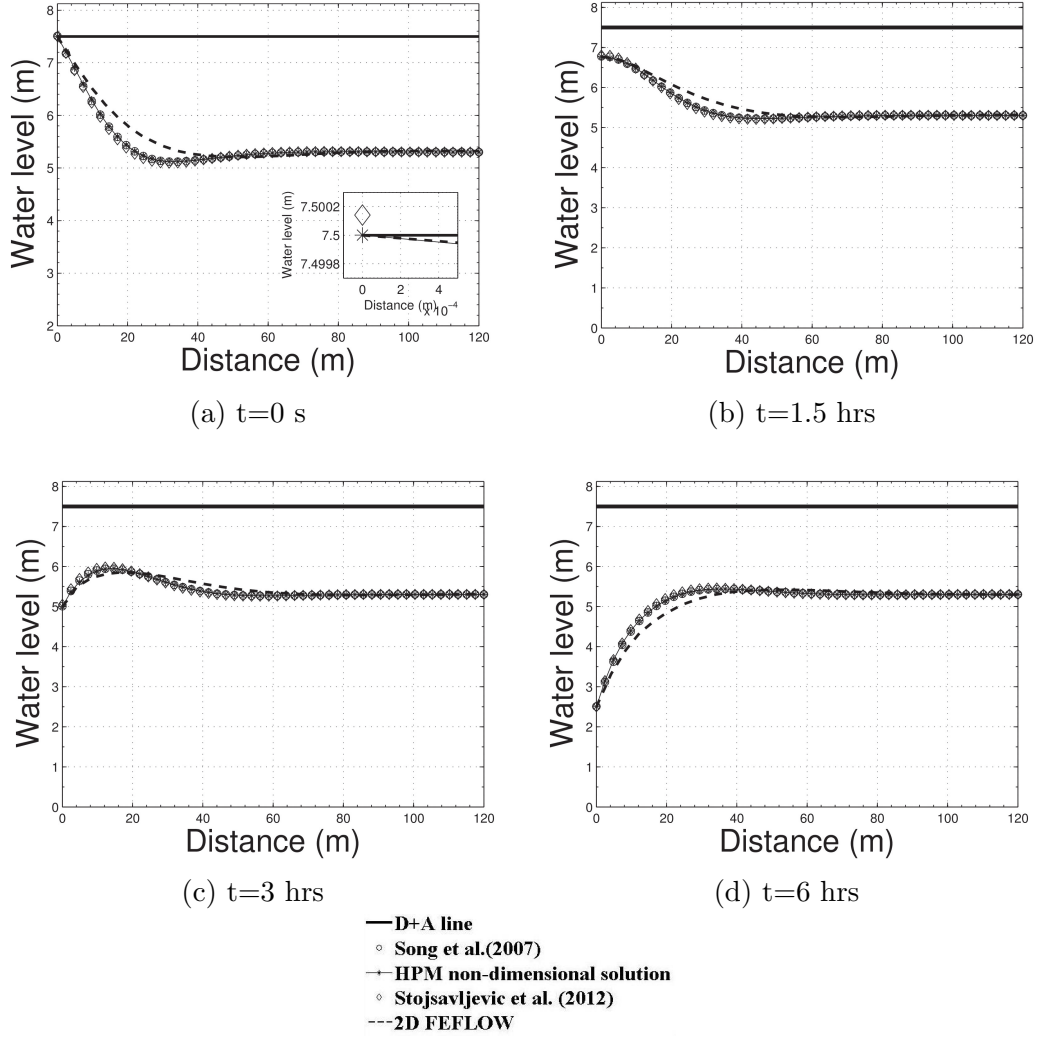 8
7
6
5
4
3
2
0 20 40 60 80 100 120
Water level (m)
Distance (m)
7.5002
7.5
7.4998
0 2 4
Water level (m)
Distance (m)
x 10⁻⁴
(a) t=0 s
8
7
6
5
4
3
2
1
0
0 20 40 60 80 100 120
Water level (m)
Distance (m)
(b) t=1.5 hrs
8
7
6
5
4
3
2
1
0
0 20 40 60 80 100 120
Water level (m)
Distance (m)
(c) t=3 hrs
8
7
6
5
4
3
2
1
0
0 20 40 60 80 100 120
Water level (m)
Distance (m)
(d) t=6 hrs
D+A line
Song et al.(2007)
HPM non-dimensional solution
Stojsavljevic et al. (2012)
2D FEFLOW